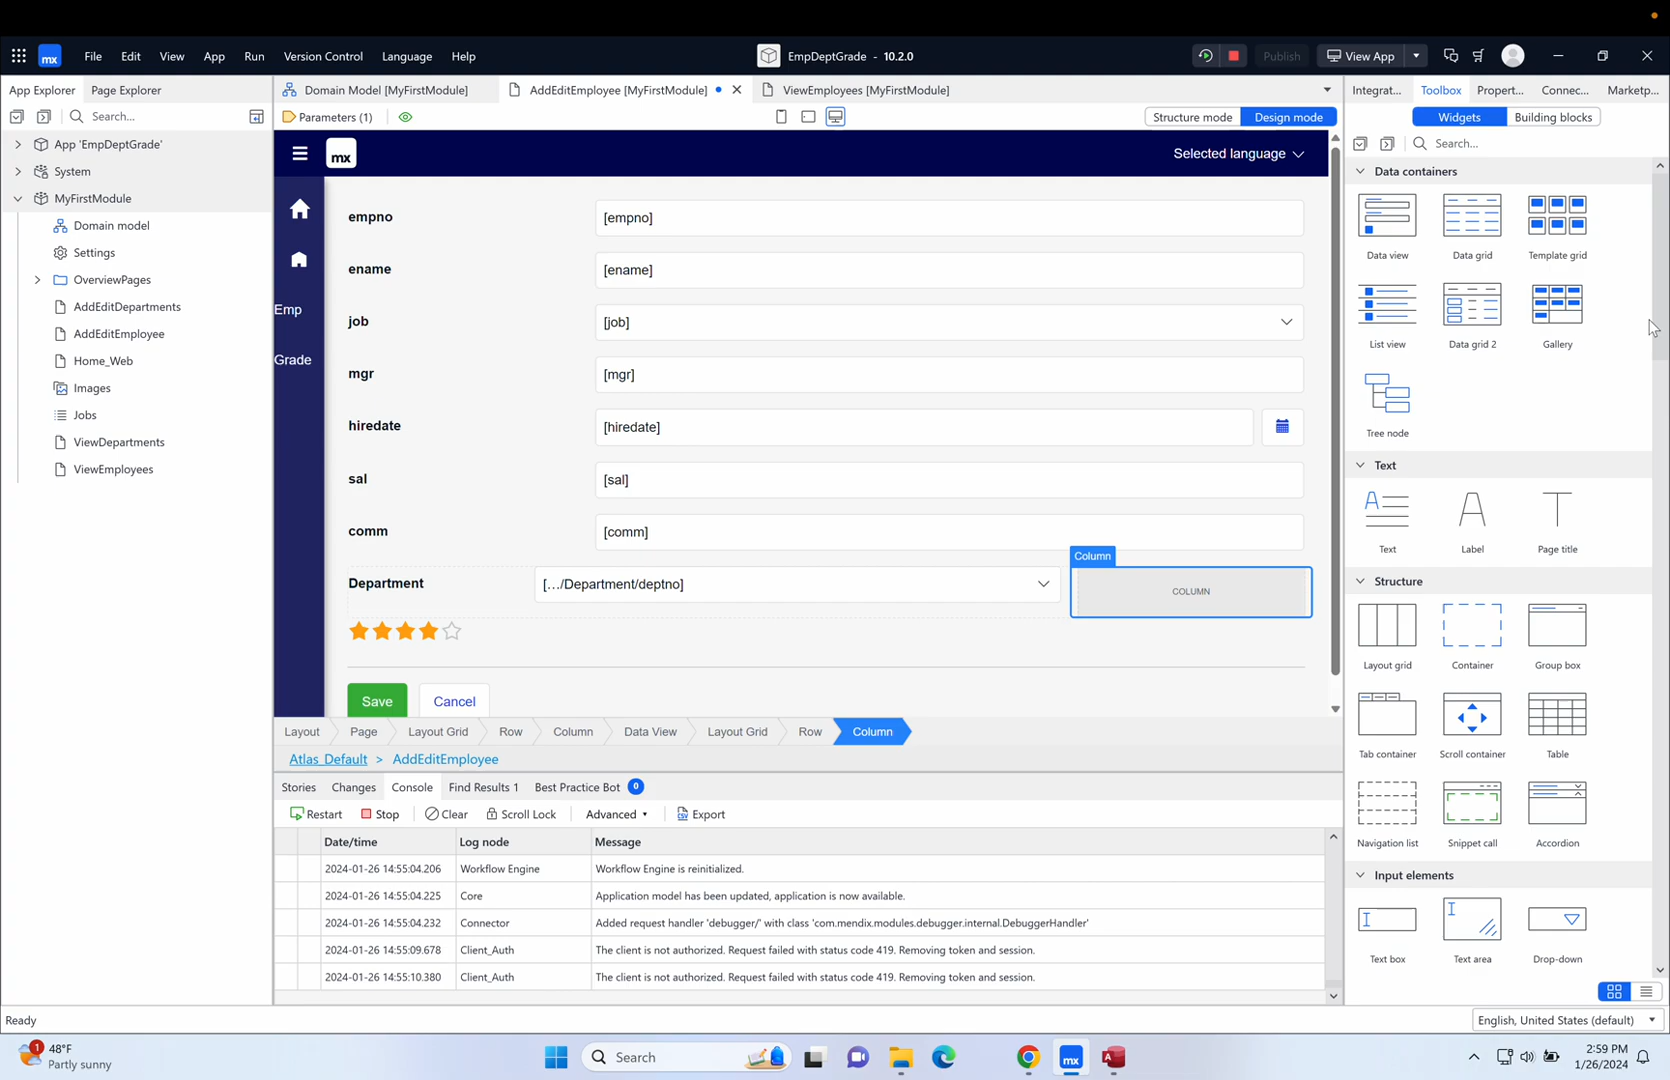 mx File Edit View App Run Version Control Language Help EmpDeptGrade - 10.2.0 Publish View App
App Explorer Page Explorer
Search...
App 'EmpDeptGrade'
System
MyFirstModule
Domain model
Settings
OverviewPages
AddEditDepartments
AddEditEmployee
Home_Web
Images
Jobs
ViewDepartments
ViewEmployees
Domain Model [MyFirstModule] AddEditEmployee [MyFirstModule] ViewEmployees [MyFirstModule]
Parameters (1) Structure mode Design mode
mx Selected language
Emp
Grade
empno [empno]
ename [ename]
job [job]
mgr [mgr]
hiredate [hiredate]
sal [sal]
comm [comm]
Column
Department [.../Department/deptno] COLUMN
Save Cancel
Layout Page Layout Grid Row Column Data View Layout Grid Row Column
Atlas_Default > AddEditEmployee
Stories Changes Console Find Results 1 Best Practice Bot 0
Restart Stop Clear Scroll Lock Advanced Export
Date/time Log node Message
2024-01-26 14:55:04.206 Workflow Engine Workflow Engine is reinitialized.
2024-01-26 14:55:04.225 Core Application model has been updated, application is now available.
2024-01-26 14:55:04.232 Connector Added request handler 'debugger/' with class 'com.mendix.modules.debugger.internal.DebuggerHandler'
2024-01-26 14:55:09.678 Client_Auth The client is not authorized. Request failed with status code 419. Removing token and session.
2024-01-26 14:55:10.380 Client_Auth The client is not authorized. Request failed with status code 419. Removing token and session.
Integrat... Toolbox Propert... Connec... Marketp...
Widgets Building blocks
Search...
Data containers
Data view Data grid Template grid
List view Data grid 2 Gallery
Tree node
Text
Text Label Page title
Structure
Layout grid Container Group box
Tab container Scroll container Table
Navigation list Snippet call Accordion
Input elements
Text box Text area Drop-down
Ready English, United States (default)
1 48°F
Partly sunny
Search
mx
2:59 PM
1/26/2024